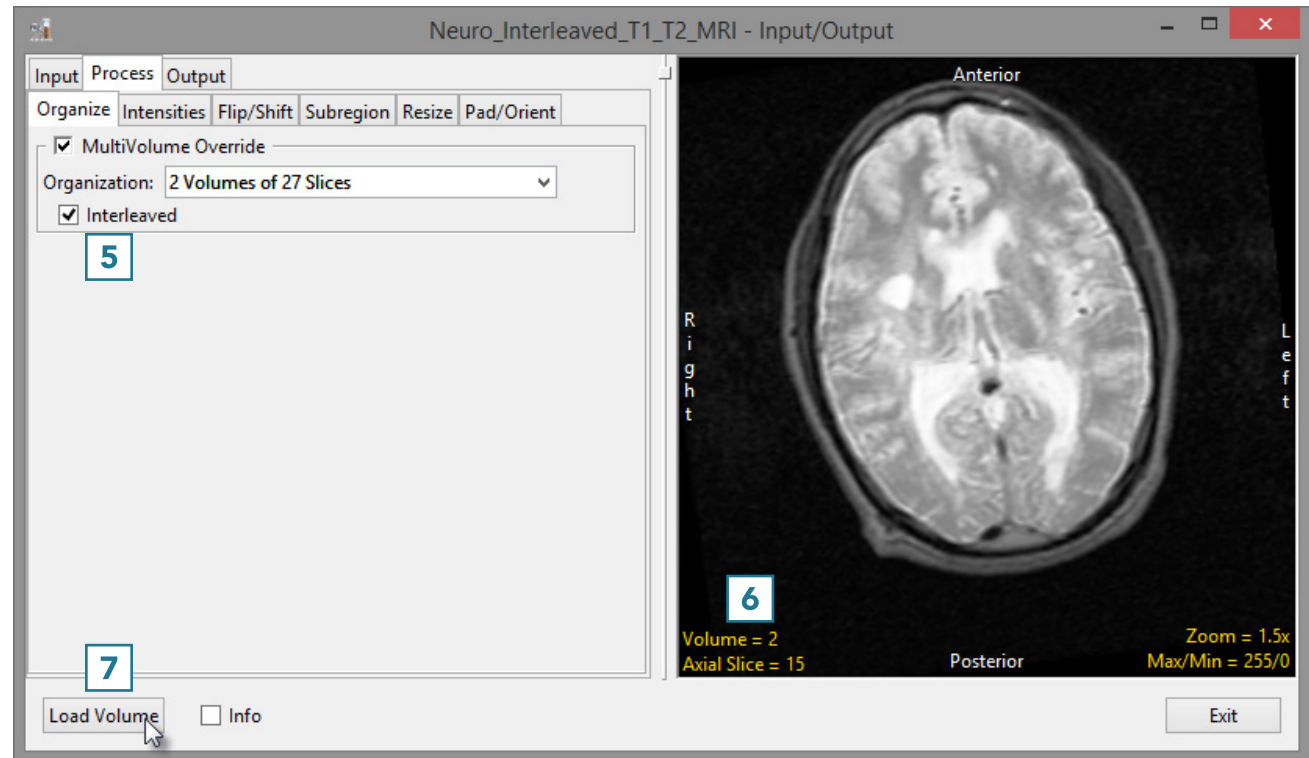 Neuro_Interleaved_T1_T2_MRI - Input/Output
Input Process Output
Organize Intensities Flip/Shift Subregion Resize Pad/Orient
MultiVolume Override
Organization: 2 Volumes of 27 Slices
Interleaved
5
Anterior
Right
Left
6
Volume = 2
Axial Slice = 15
Posterior
Zoom = 1.5x
Max/Min = 255/0
7
Load Volume
Info
Exit